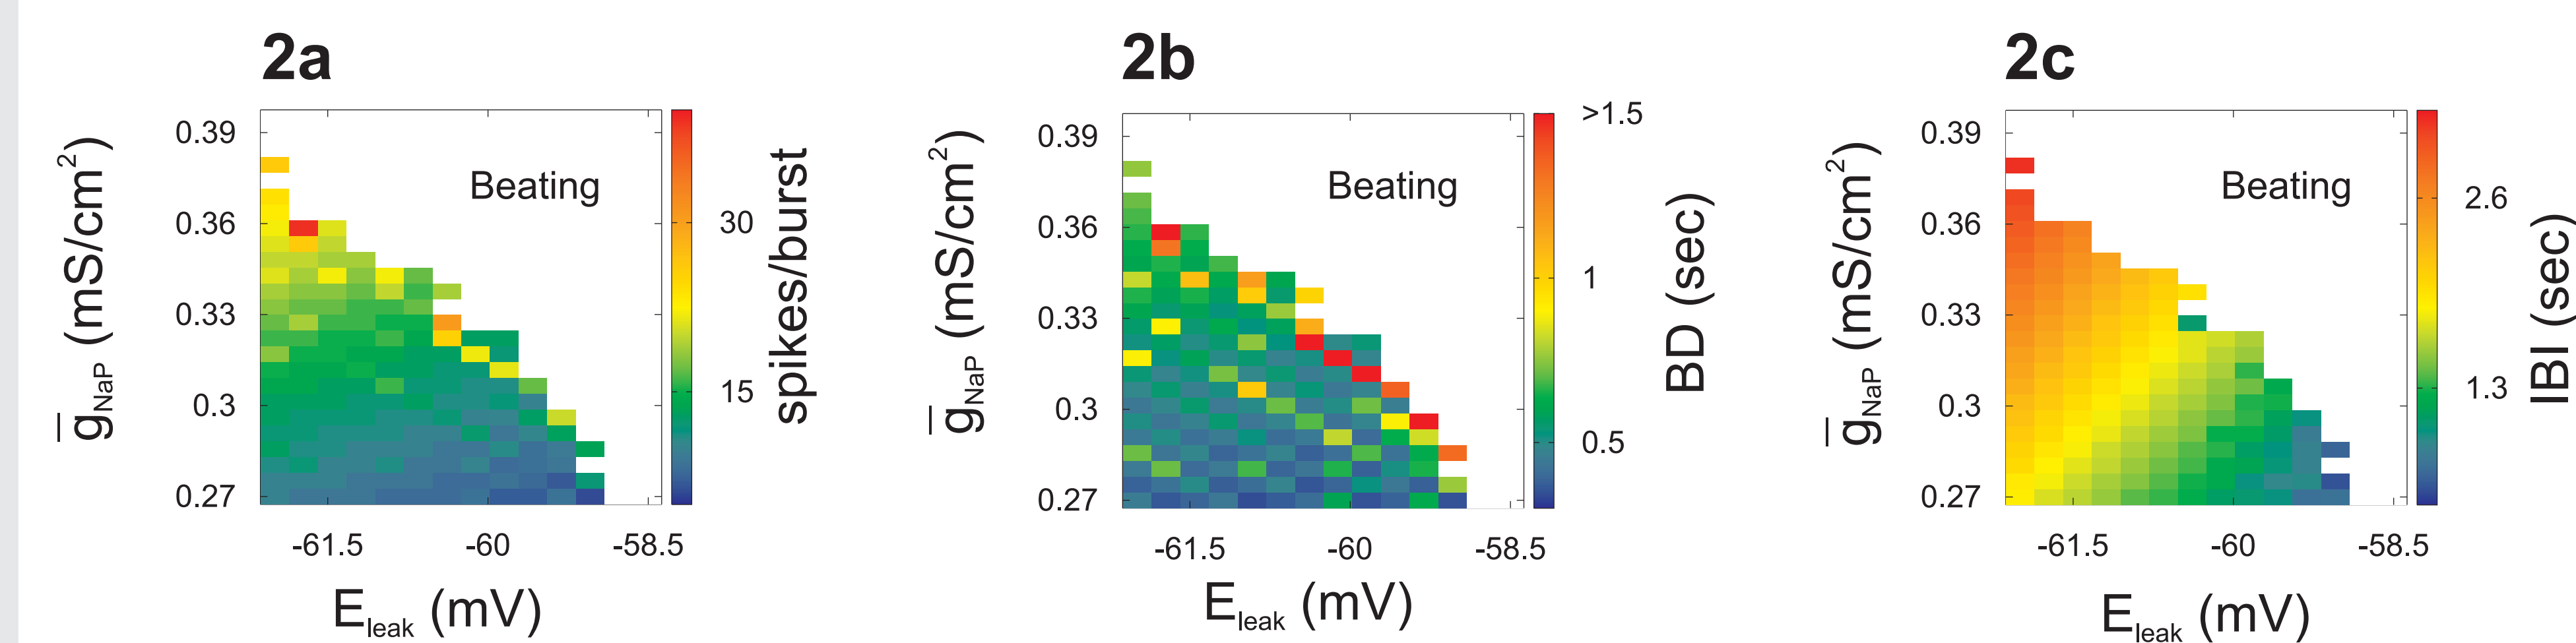 2a
0.39
0.36
0.33
0.3
0.27
-61.5
-60
-58.5
Beating
30
15
spikes/burst
g̅NaP (mS/cm²)
Eleak (mV)
2b
0.39
0.36
0.33
0.3
0.27
-61.5
-60
-58.5
Beating
>1.5
1
0.5
BD (sec)
g̅NaP (mS/cm²)
Eleak (mV)
2c
0.39
0.36
0.33
0.3
0.27
-61.5
-60
-58.5
Beating
2.6
1.3
IBI (sec)
g̅NaP (mS/cm²)
Eleak (mV)